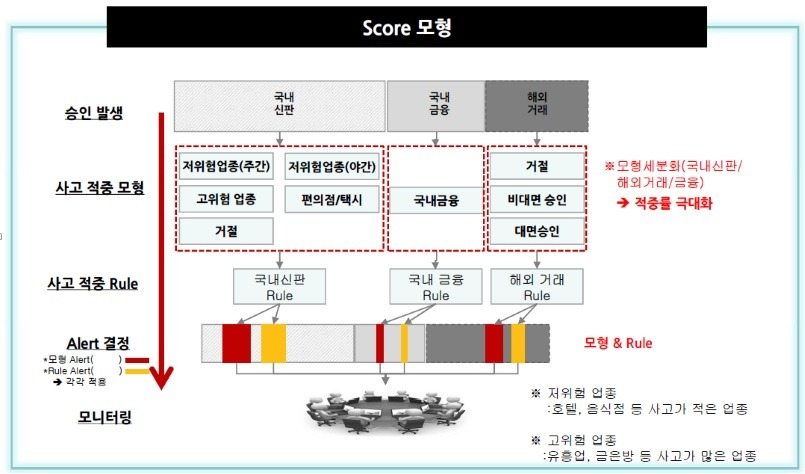 Score 모형
승인 발생
국내
신판
국내
금융
해외
거래
사고 적중 모형
저위험업종(주간)
저위험업종(야간)
고위험 업종
편의점/택시
거절
국내금융
거절
비대면 승인
대면승인
※모형세분화(국내신판/
해외거래/금융)
➔ 적중률 극대화
사고 적중 Rule
국내신판
Rule
국내 금융
Rule
해외 거래
Rule
Alert 결정
*모형 Alert( )
*Rule Alert( )
➔ 각각 적용
모형 & Rule
모니터링
※ 저위험 업종
:호텔, 음식점 등 사고가 적은 업종
※ 고위험 업종
:유흥업, 금은방 등 사고가 많은 업종